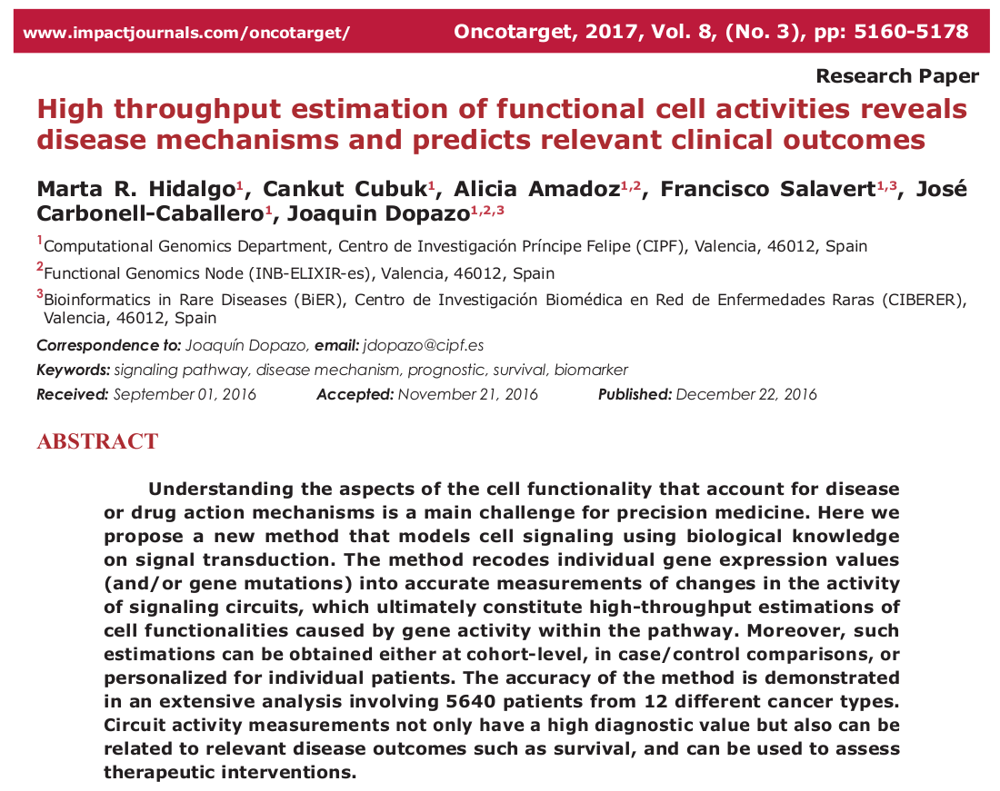 www.impactjournals.com/oncotarget/ Oncotarget, 2017, Vol. 8, (No. 3), pp: 5160-5178
Research Paper
High throughput estimation of functional cell activities reveals
disease mechanisms and predicts relevant clinical outcomes
Marta R. Hidalgo1, Cankut Cubuk1, Alicia Amadoz1,2, Francisco Salavert1,3, José
Carbonell-Caballero1, Joaquin Dopazo1,2,3
1Computational Genomics Department, Centro de Investigación Príncipe Felipe (CIPF), Valencia, 46012, Spain
2Functional Genomics Node (INB-ELIXIR-es), Valencia, 46012, Spain
3Bioinformatics in Rare Diseases (BiER), Centro de Investigación Biomédica en Red de Enfermedades Raras (CIBERER),
Valencia, 46012, Spain
Correspondence to: Joaquín Dopazo, email: jdopazo@cipf.es
Keywords: signaling pathway, disease mechanism, prognostic, survival, biomarker
Received: September 01, 2016 Accepted: November 21, 2016 Published: December 22, 2016
ABSTRACT
Understanding the aspects of the cell functionality that account for disease
or drug action mechanisms is a main challenge for precision medicine. Here we
propose a new method that models cell signaling using biological knowledge
on signal transduction. The method recodes individual gene expression values
(and/or gene mutations) into accurate measurements of changes in the activity
of signaling circuits, which ultimately constitute high-throughput estimations of
cell functionalities caused by gene activity within the pathway. Moreover, such
estimations can be obtained either at cohort-level, in case/control comparisons, or
personalized for individual patients. The accuracy of the method is demonstrated
in an extensive analysis involving 5640 patients from 12 different cancer types.
Circuit activity measurements not only have a high diagnostic value but also can be
related to relevant disease outcomes such as survival, and can be used to assess
therapeutic interventions.